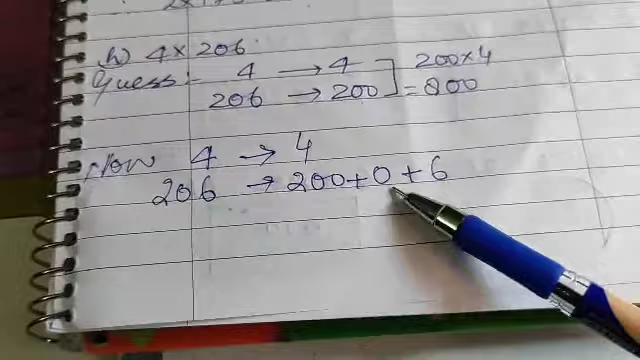 h) 4 × 206
Guess:- 4 → 4 ] 200×4
206 → 200 ] = 800
Now 4 → 4
206 → 200+0+6